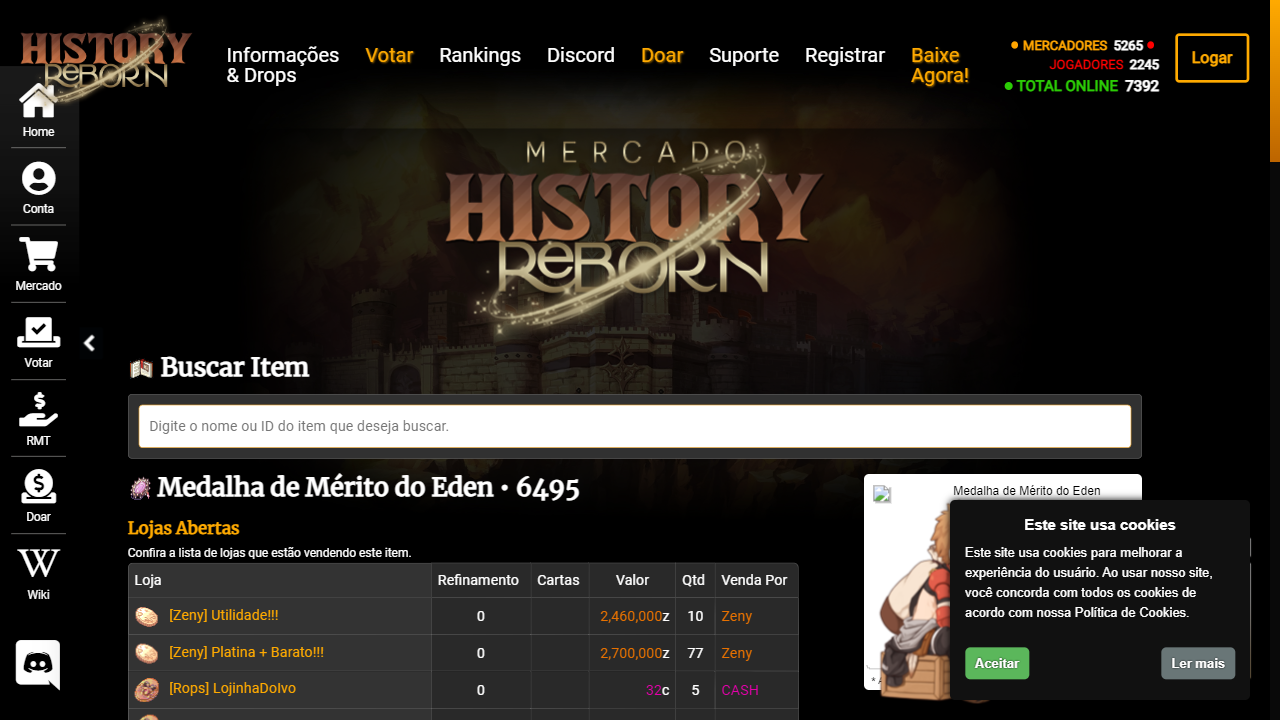 HISTORY
REBORN
Informações
& Drops
Votar
Rankings
Discord
Doar
Suporte
Registrar
Baixe
Agora!
MERCADORES 5265
JOGADORES 2245
TOTAL ONLINE 7392
Logar
Home
Conta
Mercado
Votar
RMT
Doar
Wiki
MERCADO
HISTORY
REBORN
Buscar Item
Digite o nome ou ID do item que deseja buscar.
Medalha de Mérito do Eden • 6495
Lojas Abertas
Confira a lista de lojas que estão vendendo este item.
Loja Refinamento Cartas Valor Qtd Venda Por
[Zeny] Utilidade!!! 0 2,460,000z 10 Zeny
[Zeny] Platina + Barato!!! 0 2,700,000z 77 Zeny
[Rops] LojinhaDoIvo 0 32c 5 CASH
Medalha de Mérito do Eden
Este site usa cookies
Este site usa cookies para melhorar a
experiência do usuário. Ao usar nosso site,
você concorda com todos os cookies de
acordo com nossa Política de Cookies.
Aceitar
Ler mais